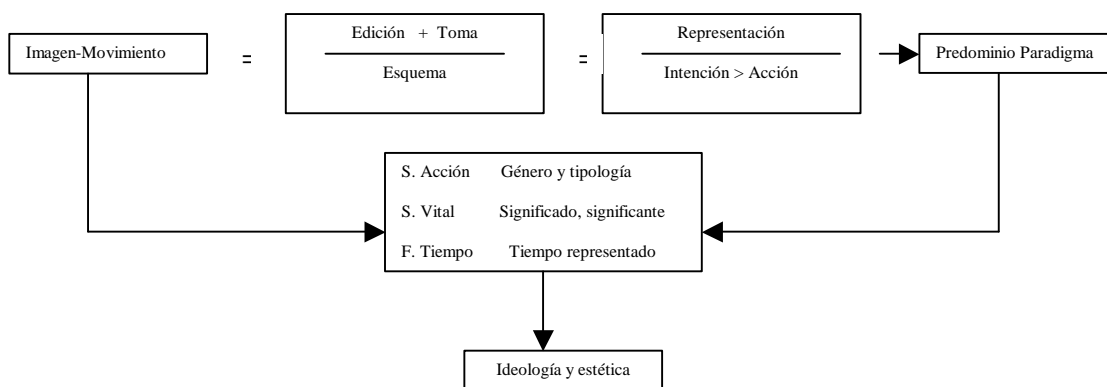 Imagen-Movimiento
=
Edición + Toma
Esquema
=
Representación
Intención > Acción
Predominio Paradigma
S. Acción Género y tipología
S. Vital Significado, significante
F. Tiempo Tiempo representado
Ideología y estética